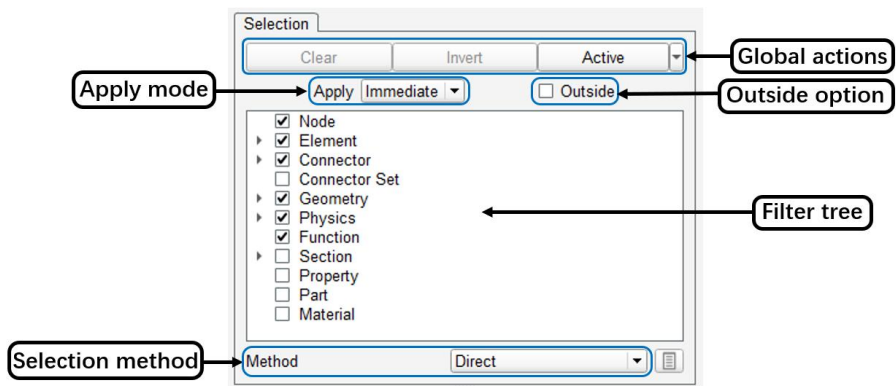 Selection
Clear Invert Active
Global actions
Apply mode
Apply Immediate
Outside
Outside option
Node
Element
Connector
Connector Set
Geometry
Physics
Filter tree
Function
Section
Property
Part
Material
Selection method
Method Direct